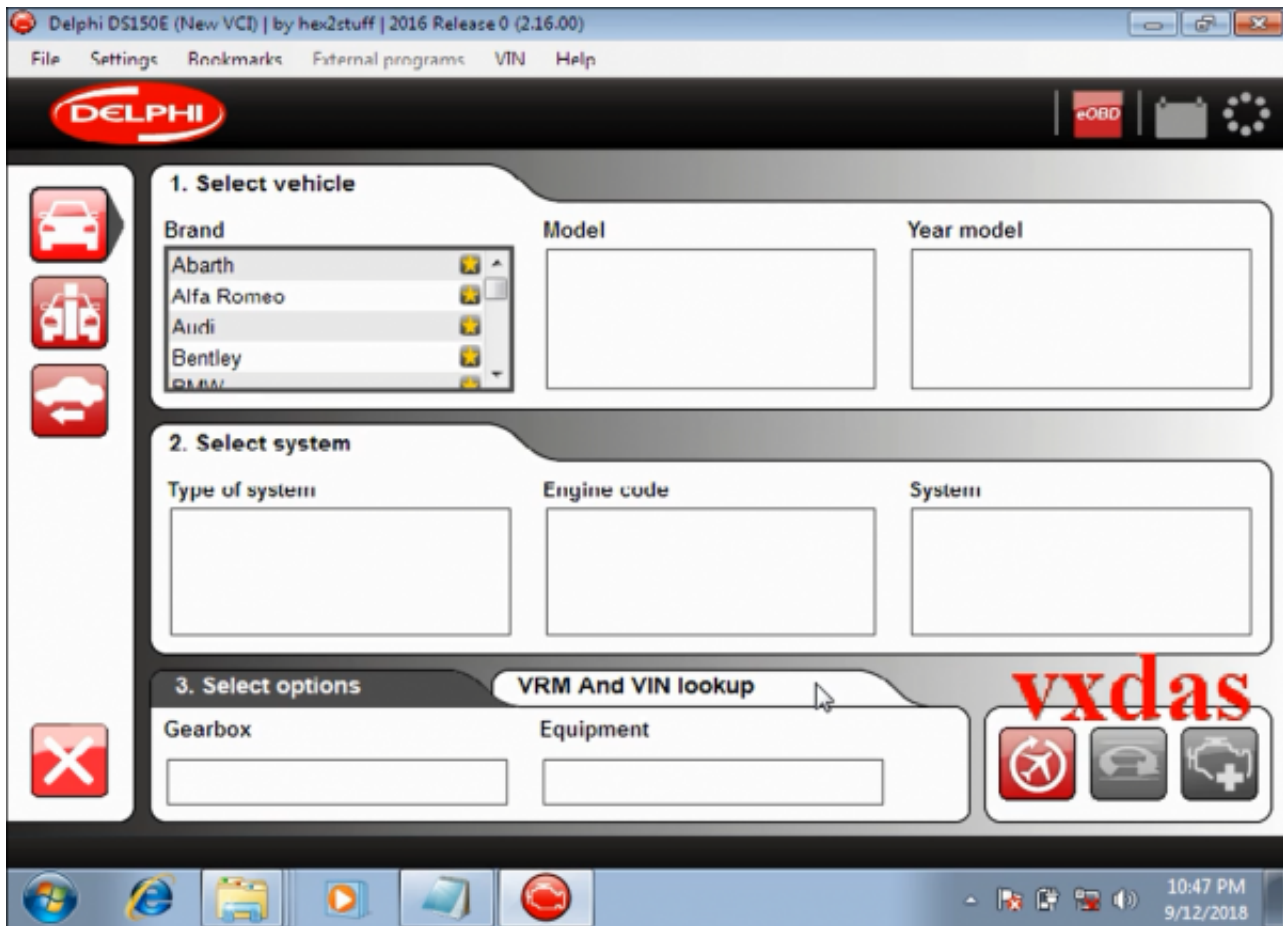 Delphi DS150E (New VCI) | by hex2stuff | 2016 Release 0 (2.16.00)
File Settings Bookmarks External programs VIN Help
DELPHI
eOBD
1. Select vehicle
Brand Model Year model
Abarth
Alfa Romeo
Audi
Bentley
BMW
2. Select system
Type of system Engine code System
3. Select options VRM And VIN lookup
vxdas
Gearbox Equipment
10:47 PM
9/12/2018